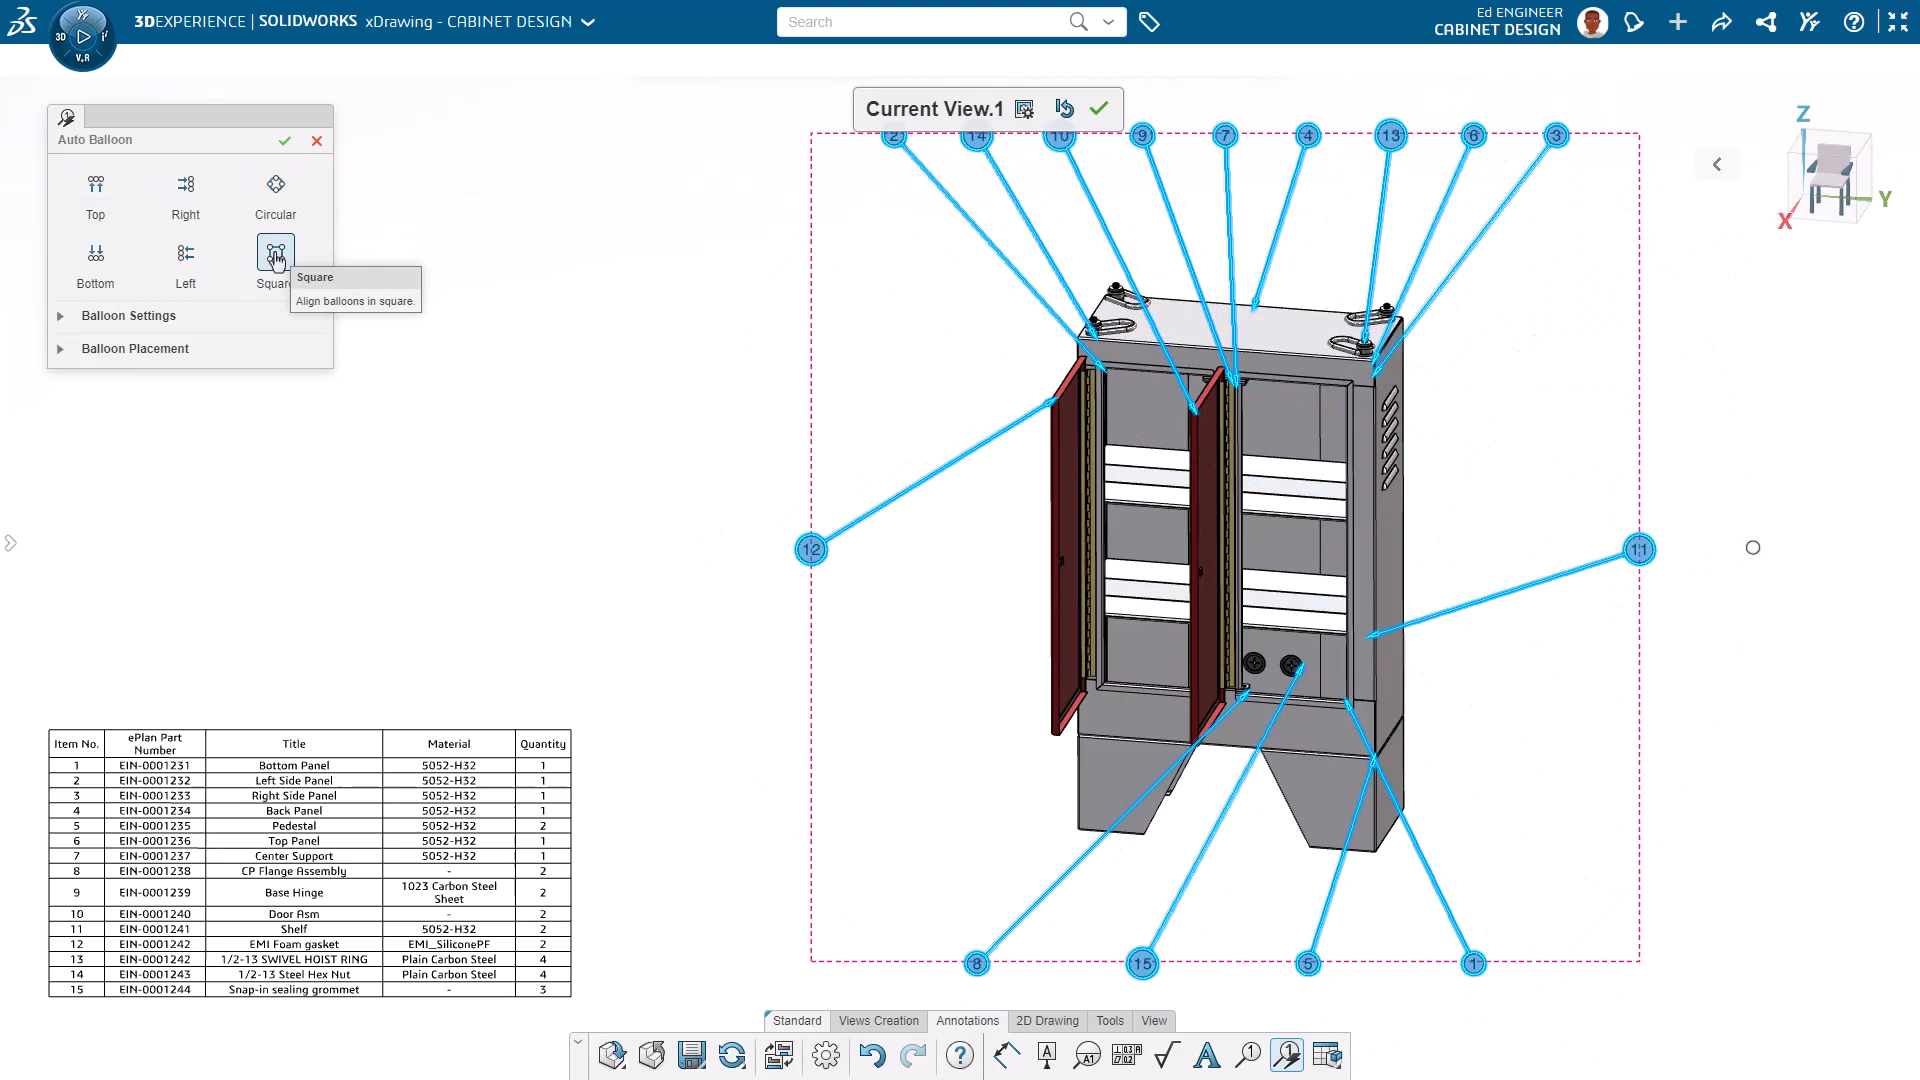 3DEXPERIENCE | SOLIDWORKS xDrawing - CABINET DESIGN
Search
Ed ENGINEER
CABINET DESIGN
3D
V.R
Current View.1
Auto Balloon
Top
Right
Circular
Bottom
Left
Square
Square
Align balloons in square.
Balloon Settings
Balloon Placement
2 14 10 9 7 4 13 6 3
12
11
8 15 5 1
Z
Y
X
Item No. ePlan Part Number Title Material Quantity
1 EIN-0001231 Bottom Panel 5052-H32 1
2 EIN-0001232 Left Side Panel 5052-H32 1
3 EIN-0001233 Right Side Panel 5052-H32 1
4 EIN-0001234 Back Panel 5052-H32 1
5 EIN-0001235 Pedestal 5052-H32 2
6 EIN-0001236 Top Panel 5052-H32 1
7 EIN-0001237 Center Support 5052-H32 1
8 EIN-0001238 CP Flange Assembly - 2
9 EIN-0001239 Base Hinge 1023 Carbon Steel Sheet 2
10 EIN-0001240 Door Asm - 2
11 EIN-0001241 Shelf 5052-H32 2
12 EIN-0001242 EMI Foam gasket EMI_SiliconePF 2
13 EIN-0001242 1/2-13 SWIVEL HOIST RING Plain Carbon Steel 4
14 EIN-0001243 1/2-13 Steel Hex Nut Plain Carbon Steel 4
15 EIN-0001244 Snap-in sealing grommet - 3
Standard Views Creation Annotations 2D Drawing Tools View